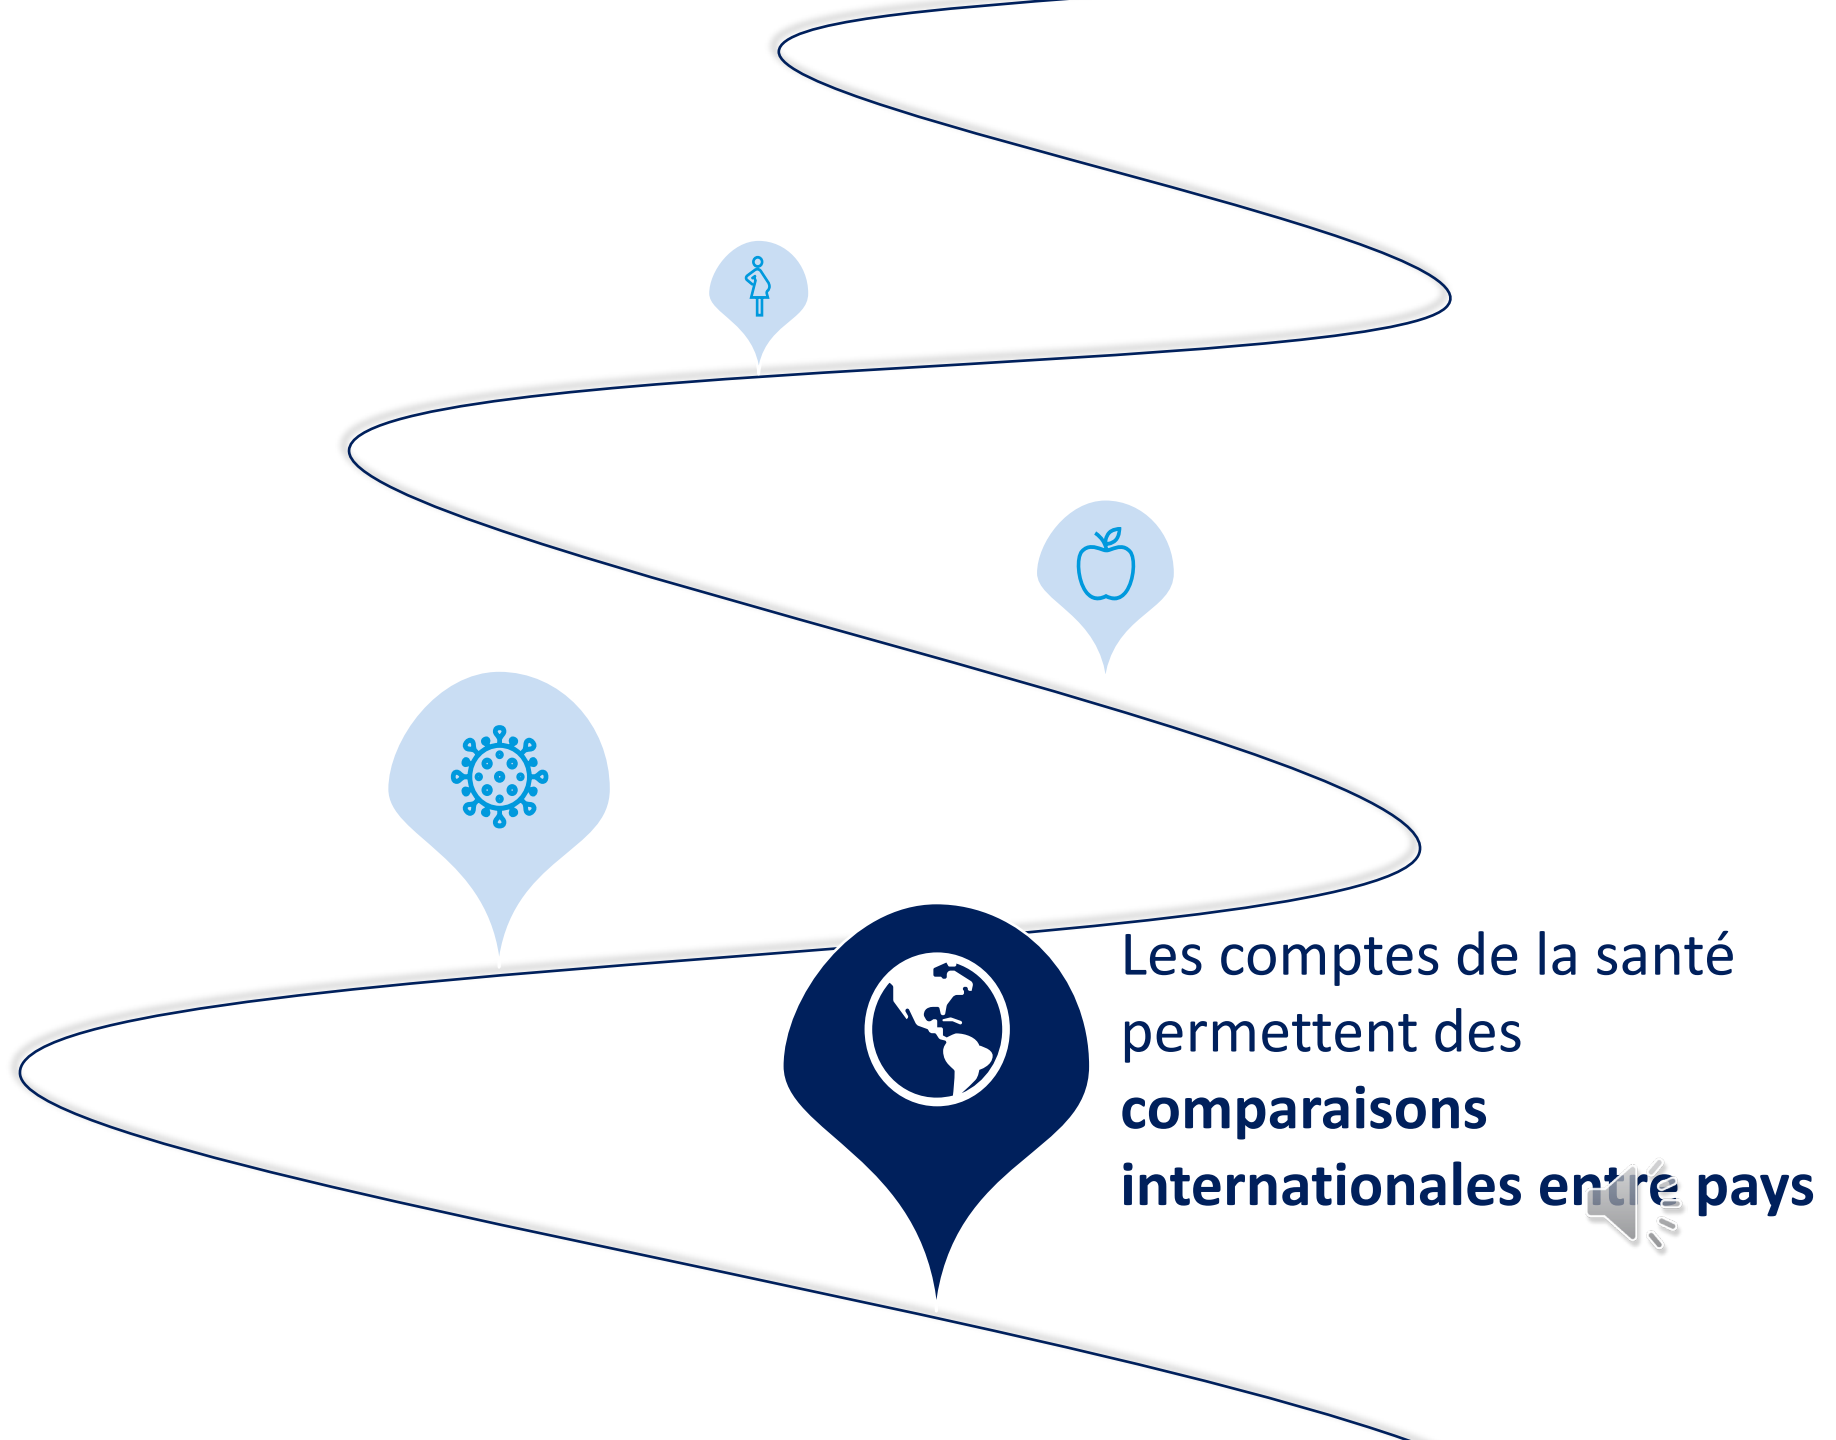 Les comptes de la santé
permettent des
comparaisons
internationales entre pays